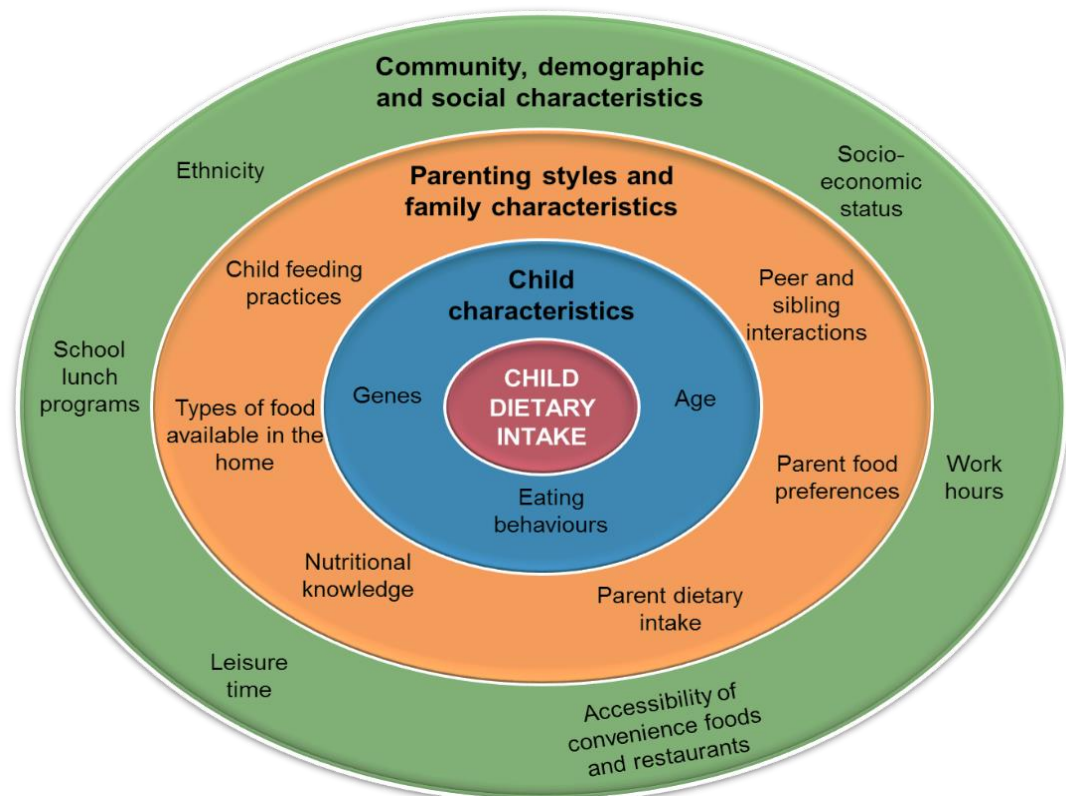 Community, demographic
and social characteristics
Ethnicity
Socio-
economic
status
Parenting styles and
family characteristics
Child feeding
practices
Peer and
sibling
interactions
Child
characteristics
School
lunch
programs
Types of food
available in the
home
Genes
CHILD
DIETARY
INTAKE
Age
Parent food
preferences
Work
hours
Eating
behaviours
Nutritional
knowledge
Parent dietary
intake
Leisure
time
Accessibility of
convenience foods
and restaurants